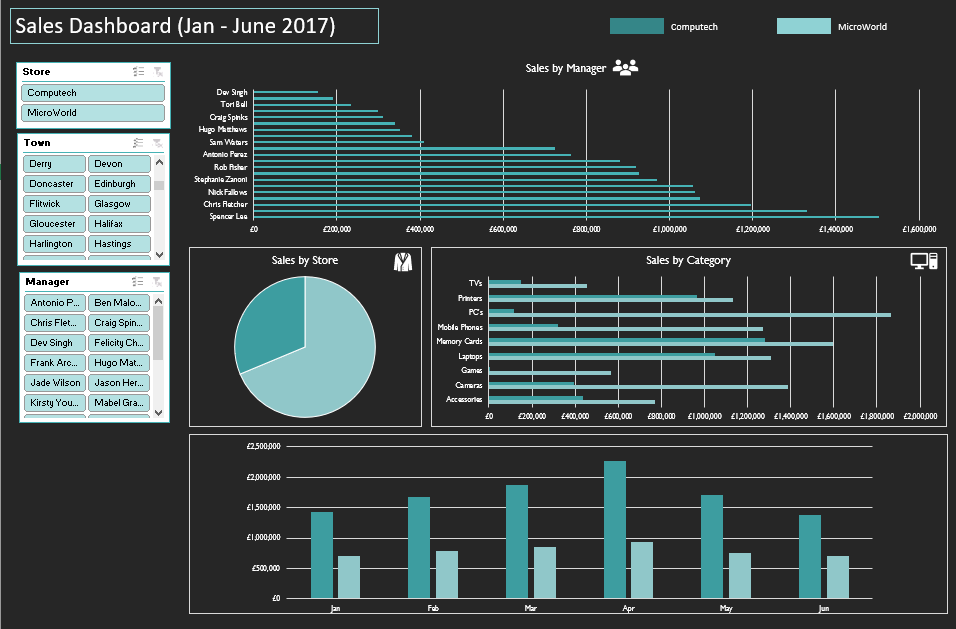 Sales Dashboard (Jan - June 2017)
Computech
MicroWorld
Store
Computech
MicroWorld
Town
Derry
Devon
Doncaster
Edinburgh
Flitwick
Glasgow
Gloucester
Halifax
Harlington
Hastings
Manager
Antonio P...
Ben Malo...
Chris Flet...
Craig Spin...
Dev Singh
Felicity Ch...
Frank Arc...
Hugo Mat...
Jade Wilson
Jason Her...
Kirsty You...
Mabel Gra...
Sales by Manager
Dev Singh
Tori Bell
Craig Spinks
Hugo Matthews
Sam Waters
Antonio Perez
Rob Fisher
Stephanie Zanoni
Nick Fallows
Chris Fletcher
Spencer Lee
£0
£200,000
£400,000
£600,000
£800,000
£1,000,000
£1,200,000
£1,400,000
£1,600,000
Sales by Store
Sales by Category
TVs
Printers
PC's
Mobile Phones
Memory Cards
Laptops
Games
Cameras
Accessories
£0
£200,000
£400,000
£600,000
£800,000
£1,000,000
£1,200,000
£1,400,000
£1,600,000
£1,800,000
£2,000,000
£2,500,000
£2,000,000
£1,500,000
£1,000,000
£500,000
£0
Jan
Feb
Mar
Apr
May
Jun